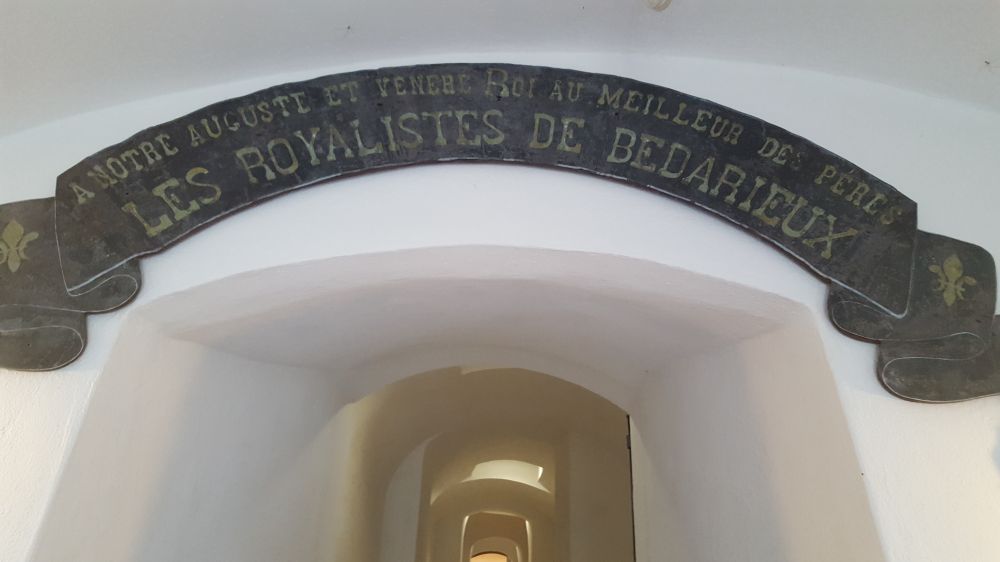 A NOTRE AUGUSTE ET VENERE ROI AU MEILLEUR DES PERES
LES ROYALISTES DE BEDARIEUX